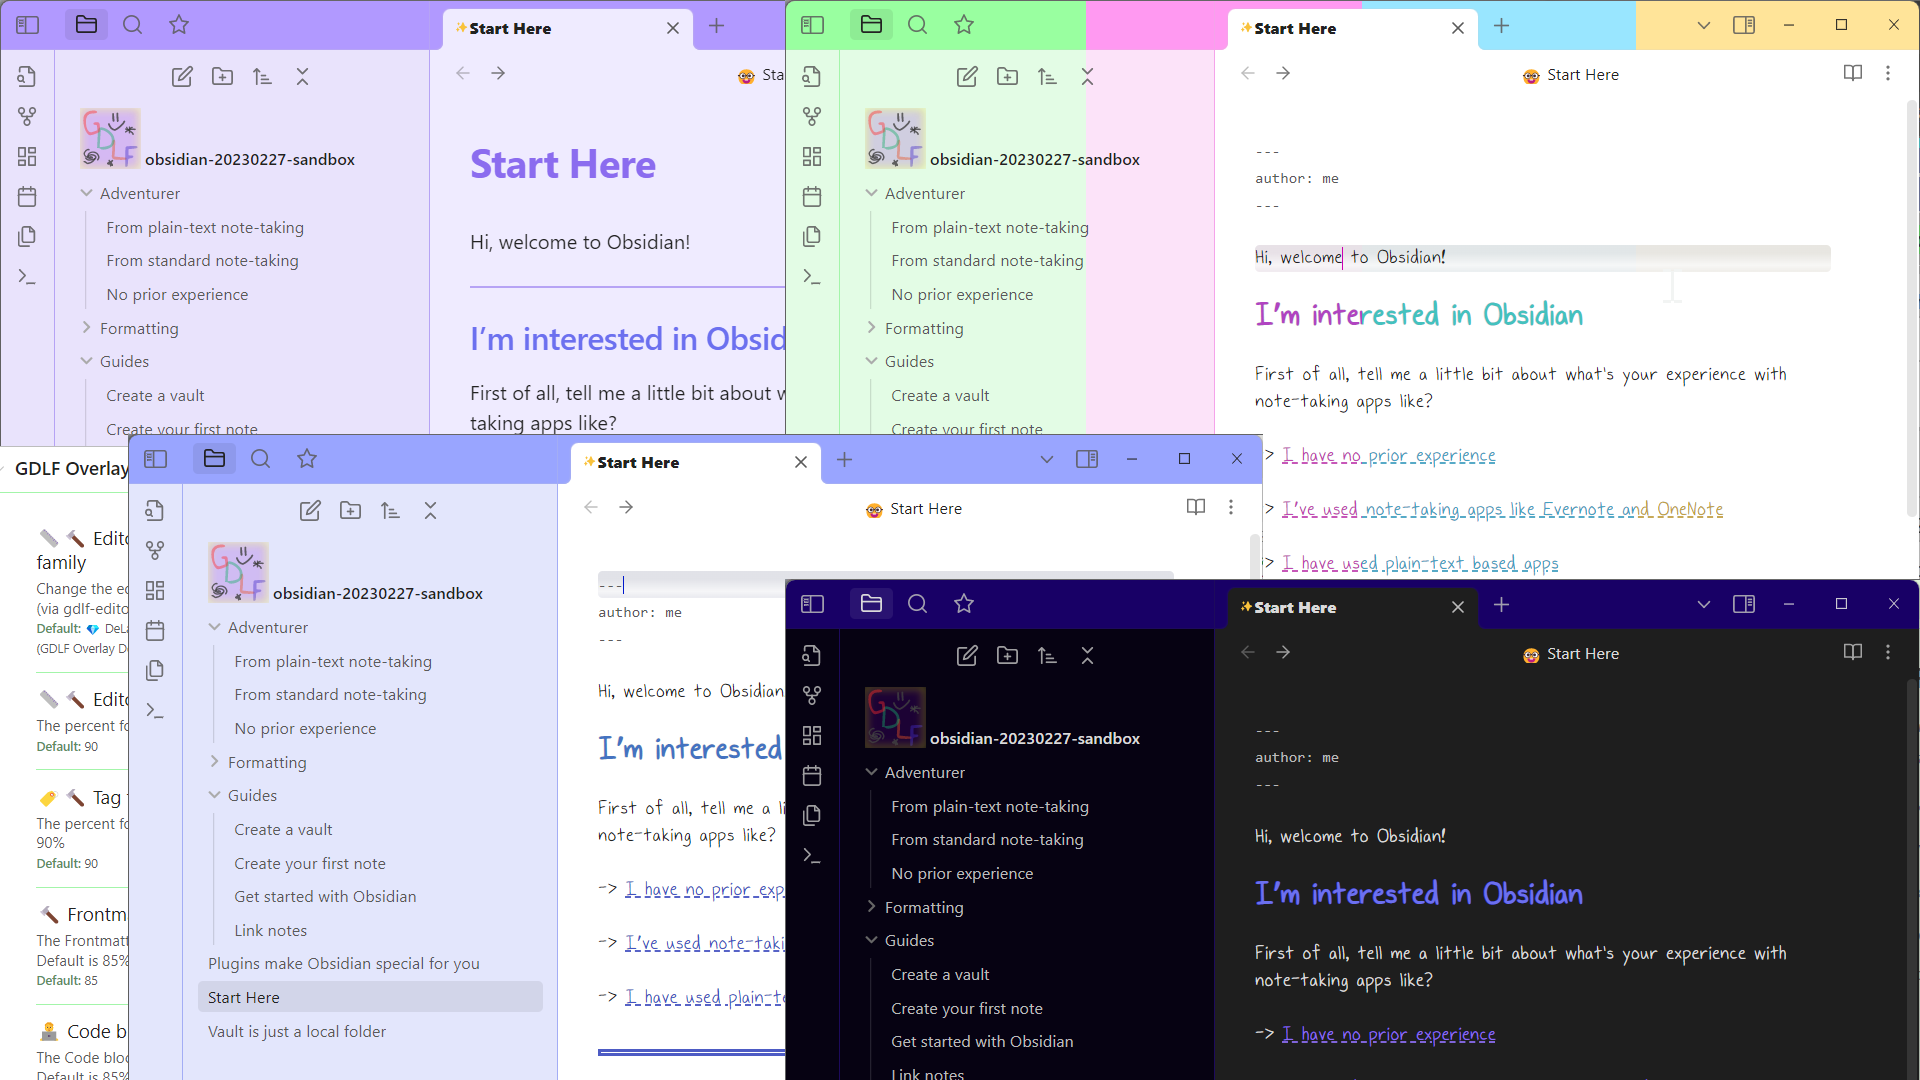 ✨Start Here
Sta
obsidian-20230227-sandbox
Adventurer
From plain-text note-taking
From standard note-taking
No prior experience
Formatting
Guides
Create a vault
Create your first note
Start Here
Hi, welcome to Obsidian!
I'm interested in Obsid
First of all, tell me a little bit about w
taking apps like?
✨Start Here
🤓 Start Here
GDLF
obsidian-20230227-sandbox
Adventurer
From plain-text note-taking
From standard note-taking
No prior experience
Formatting
Guides
Create a vault
Create your first note
---
author: me
---
Hi, welcome to Obsidian!
I'm interested in Obsidian
First of all, tell me a little bit about what's your experience with
note-taking apps like?
> I have no prior experience
> I've used note-taking apps like Evernote and OneNote
> I have used plain-text based apps
GDLF Overlay
Edito
family
Change the ed
(via gdlf-edito
Default: 💎 DeLa
(GDLF Overlay D
Edito
The percent fo
Default: 90
Tag
The percent fo
90%
Default: 90
Frontm
The Frontmatt
Default is 85%
Default: 85
Code b
The Code bloc
Default is 85%
✨Start Here
🤓 Start Here
GDLF
obsidian-20230227-sandbox
Adventurer
From plain-text note-taking
From standard note-taking
No prior experience
Formatting
Guides
Create a vault
Create your first note
Get started with Obsidian
Link notes
Plugins make Obsidian special for you
Start Here
Vault is just a local folder
---
author: me
---
Hi, welcome to Obsidian
I'm interested
First of all, tell me a li
note-taking apps like?
-> I have no prior exp
-> I've used note-taki
-> I have used plain-te
✨Start Here
🤓 Start Here
GDLF
obsidian-20230227-sandbox
Adventurer
From plain-text note-taking
From standard note-taking
No prior experience
Formatting
Guides
Create a vault
Create your first note
Get started with Obsidian
Link notes
---
author: me
---
Hi, welcome to Obsidian!
I'm interested in Obsidian
First of all, tell me a little bit about what's your experience with
note-taking apps like?
-> I have no prior experience